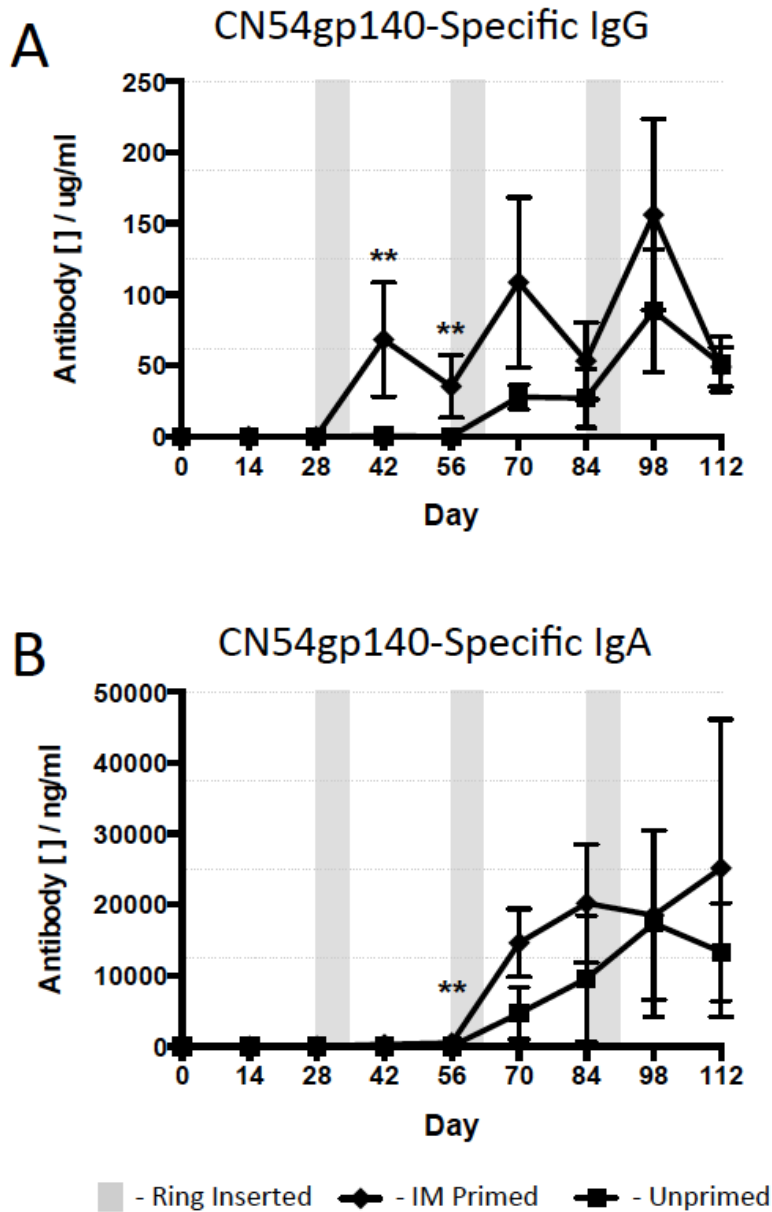 A
CN54gp140-Specific IgG
Antibody [ ] / ug/ml
250
200
150
100
50
0
**
**
0 14 28 42 56 70 84 98 112
Day
B
CN54gp140-Specific IgA
Antibody [ ] / ng/ml
50000
40000
30000
20000
10000
0
**
0 14 28 42 56 70 84 98 112
Day
- Ring Inserted - IM Primed - Unprimed